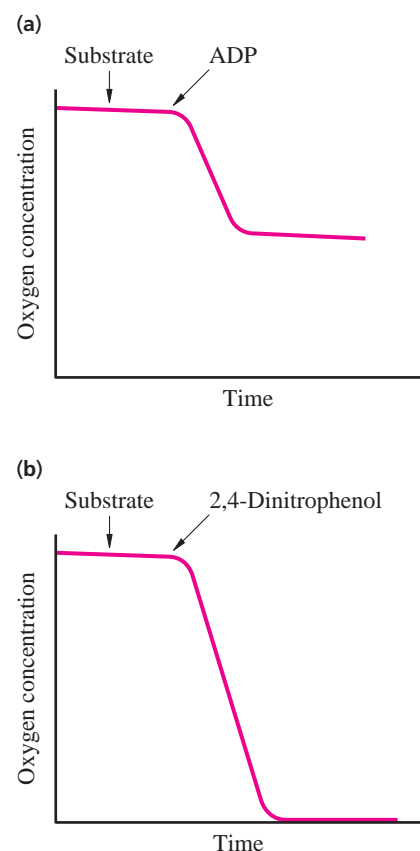 (a)
Substrate ADP
Oxygen concentration
Time
(b)
Substrate 2,4-Dinitrophenol
Oxygen concentration
Time